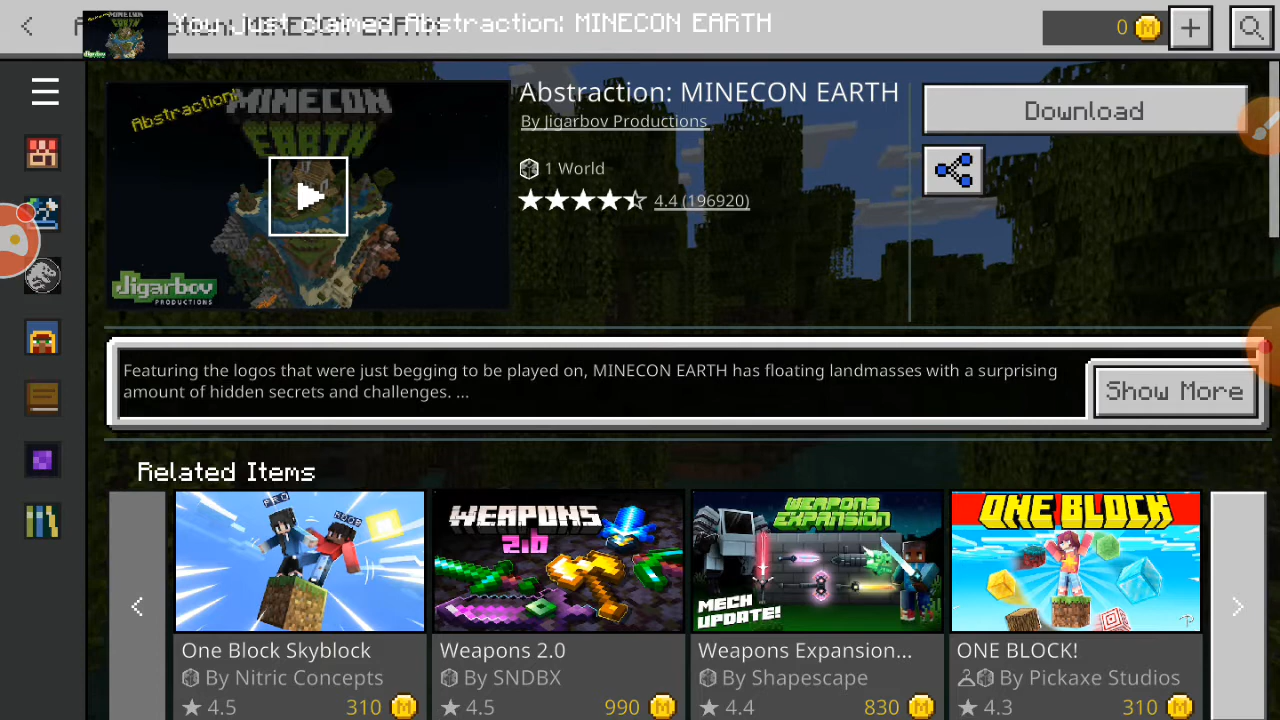 You just claimed Abstraction: MINECON EARTH
0
Abstraction!
MINECON
EARTH
Jigarbov
PRODUCTIONS
Abstraction: MINECON EARTH
By Jigarbov Productions
1 World
4.4 (196920)
Download
Featuring the logos that were just begging to be played on, MINECON EARTH has floating landmasses with a surprising
amount of hidden secrets and challenges. ...
Show More
Related Items
WEAPONS
2.0
WEAPONS
EXPANSION
MECH
UPDATE!
ONE BLOCK
One Block Skyblock
By Nitric Concepts
4.5 310
Weapons 2.0
By SNDBX
4.5 990
Weapons Expansion...
By Shapescape
4.4 830
ONE BLOCK!
By Pickaxe Studios
4.3 310